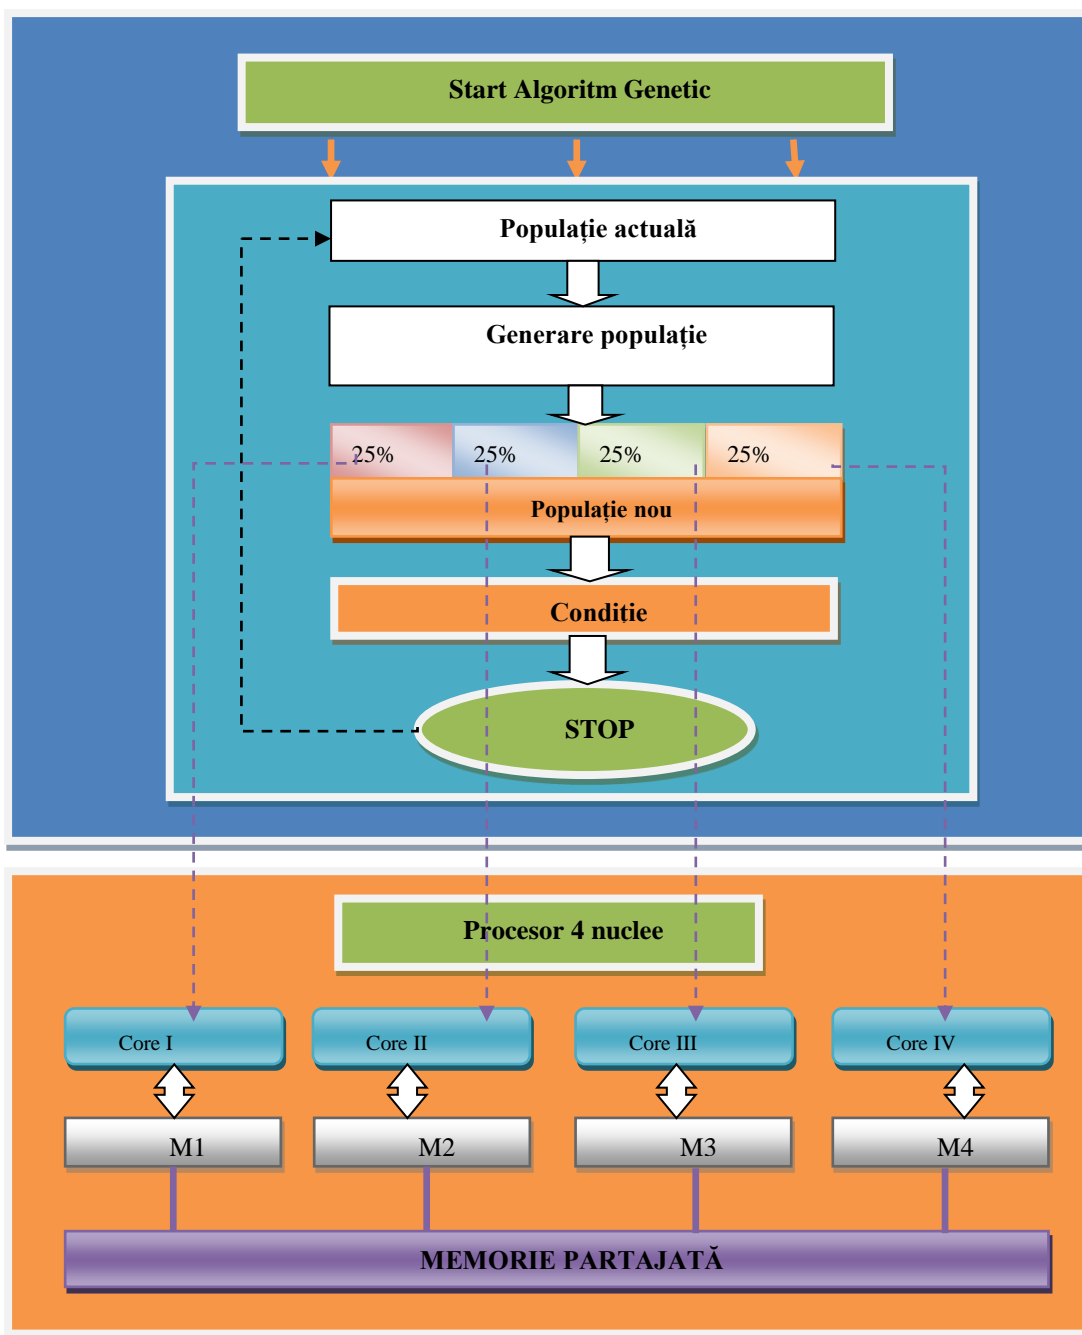 Start Algoritm Genetic
Populație actuală
Generare populație
25% 25% 25% 25%
Populație nou
Condiție
STOP
Procesor 4 nuclee
Core I Core II Core III Core IV
M1 M2 M3 M4
MEMORIE PARTAJATĂ